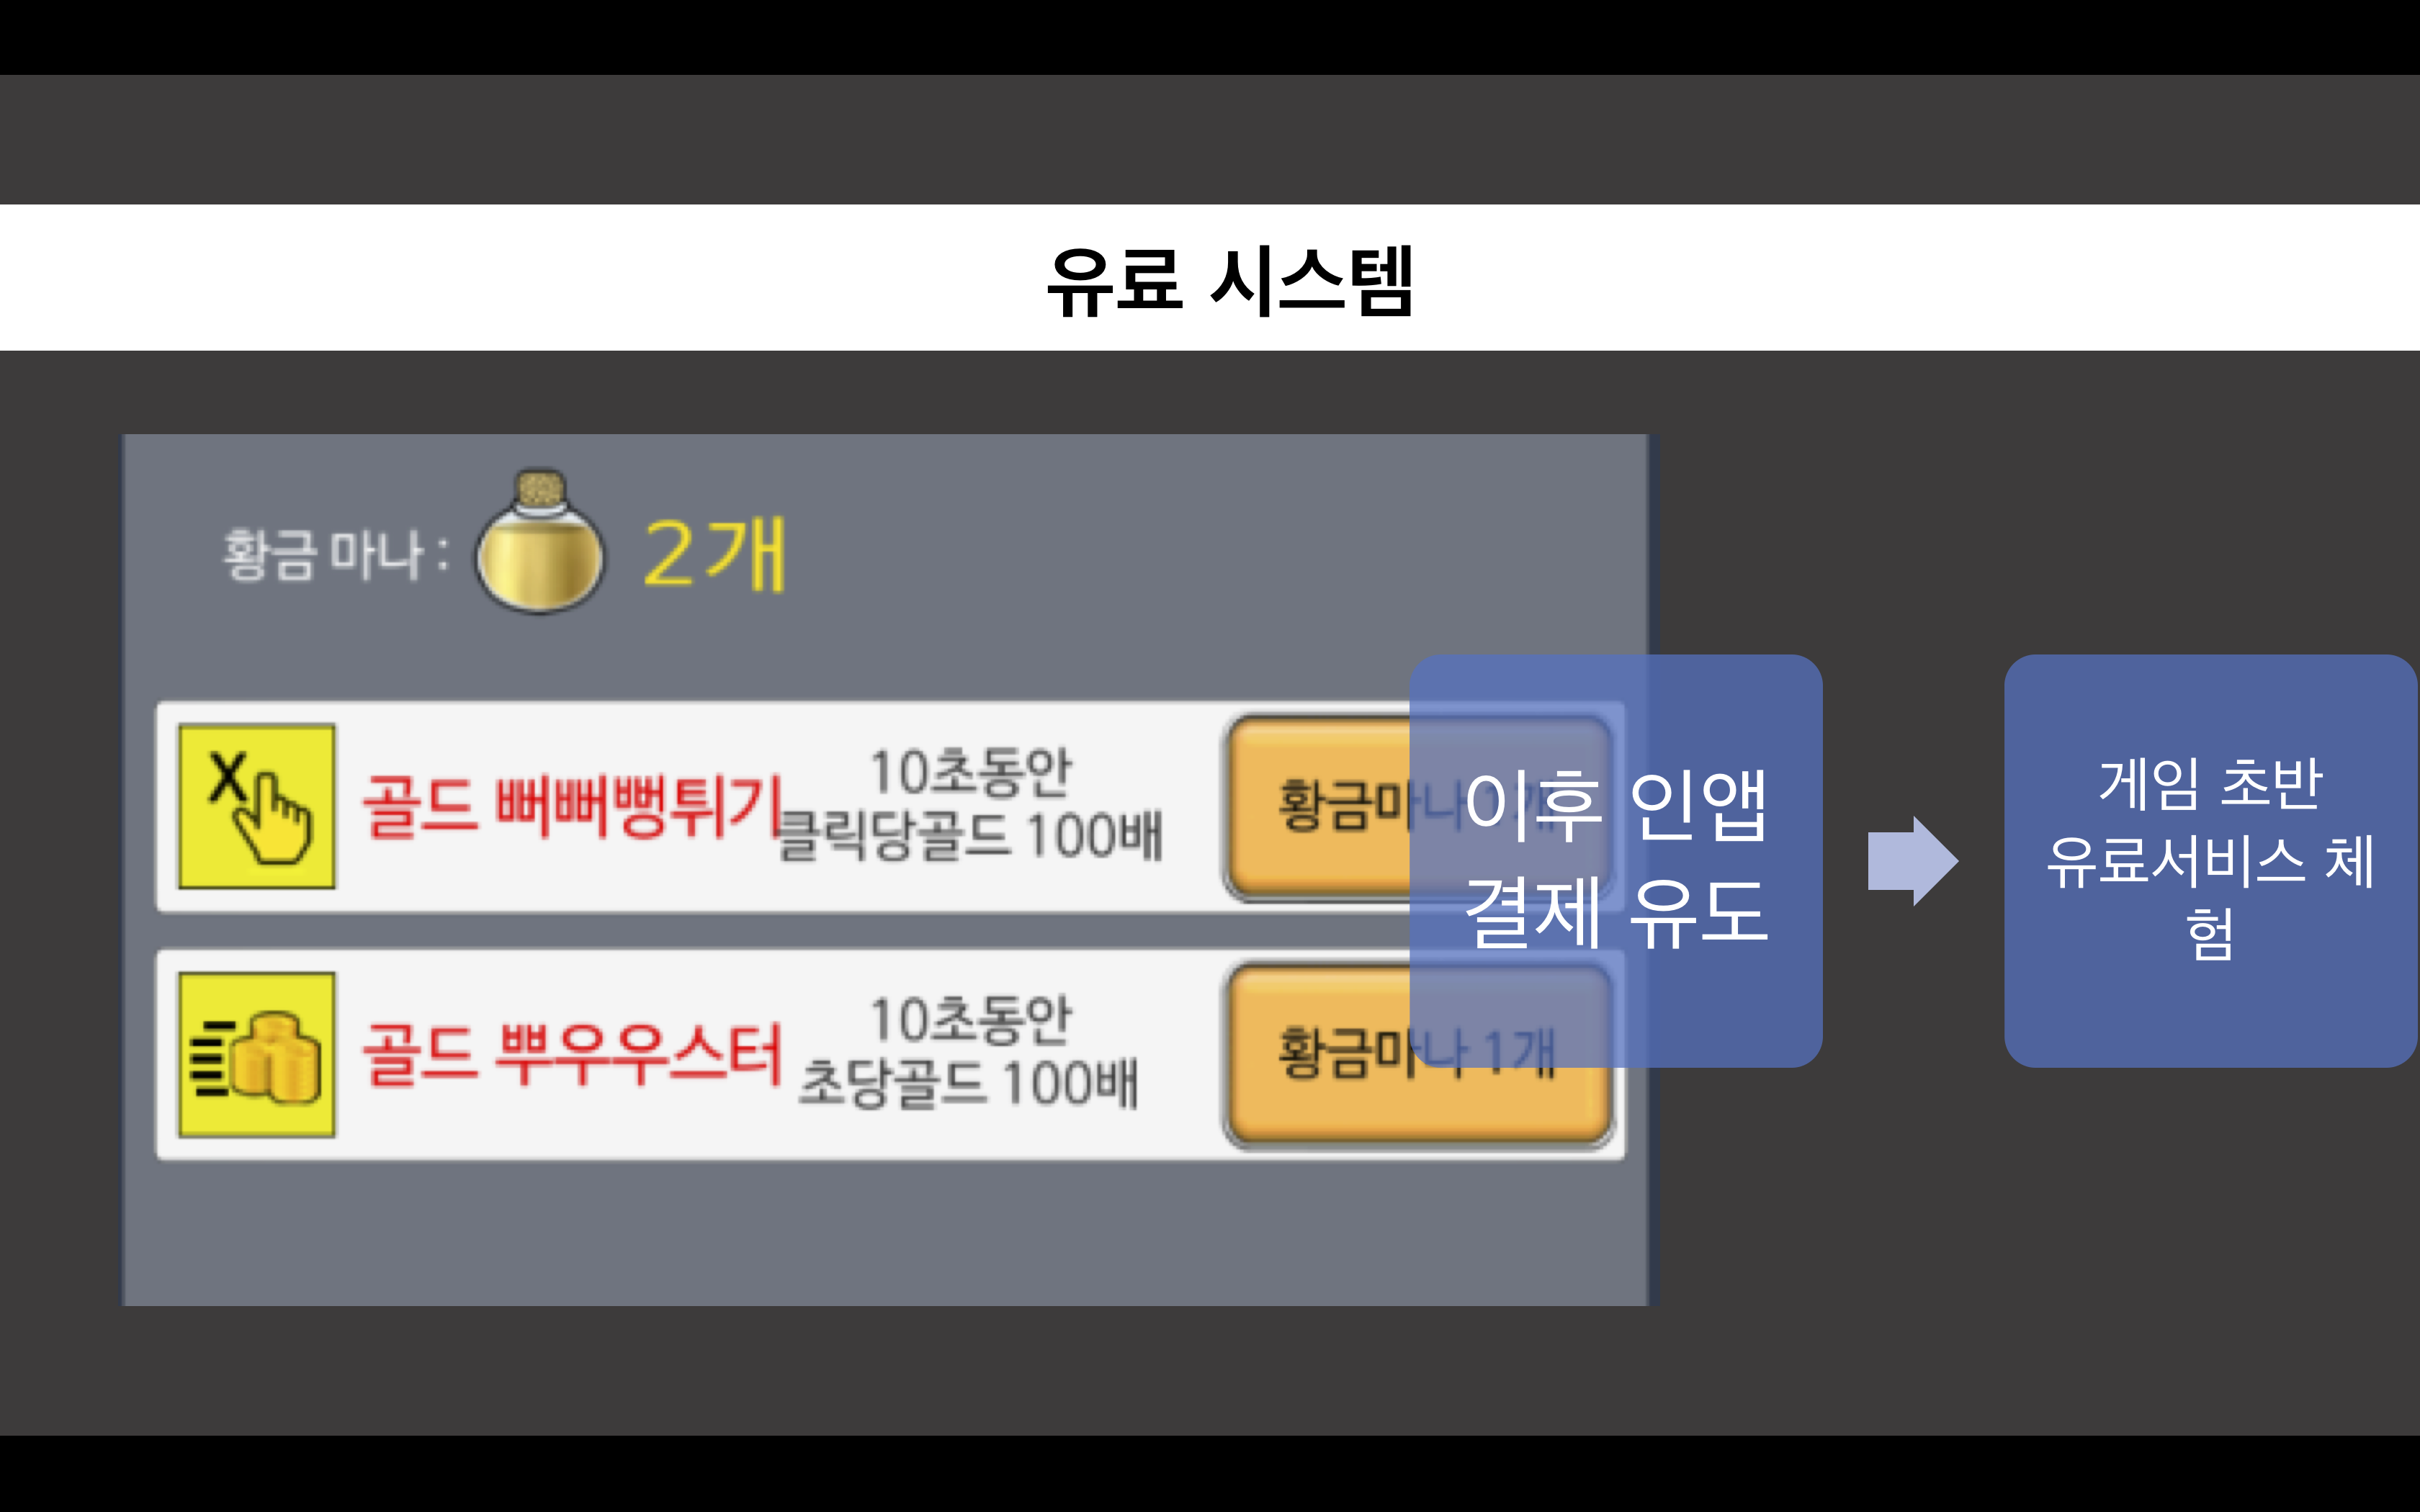 유료 시스템
황금 마나 : 2개
X
골드 뻐뻐뻥튀기
10초동안
클릭당골드 100배
황금마나
골드 뿌우우스터
10초동안
초당골드 100배
황금마나 1개
이후 인앱
결제 유도
게임 초반
유료서비스 체
험